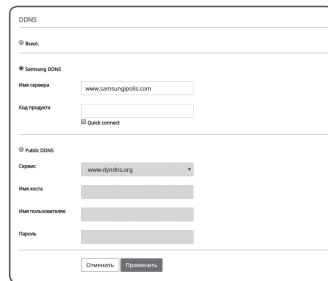 DDNS
Выкл.
Samsung DDNS
Имя сервера www.samsungipolis.com
Код продукта
Quick connect
Public DDNS
Сервис www.dyndns.org
Имя хоста
Имя пользователяя
Пароль
Отменить Применить